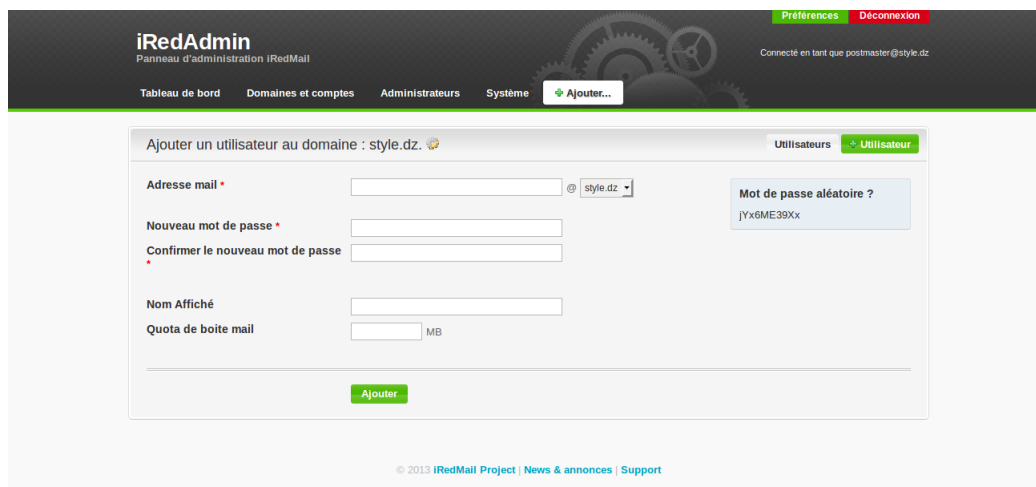 Préférences Déconnexion
iRedAdmin
Panneau d'administration iRedMail
Connecté en tant que postmaster@style.dz
Tableau de bord Domaines et comptes Administrateurs Système Ajouter...
Ajouter un utilisateur au domaine : style.dz.
Utilisateurs Utilisateur
Adresse mail *
@ style.dz
Mot de passe aléatoire ?
jYx6ME39Xx
Nouveau mot de passe *
Confirmer le nouveau mot de passe
*
Nom Affiché
Quota de boite mail
MB
Ajouter
© 2013 iRedMail Project | News & annonces | Support